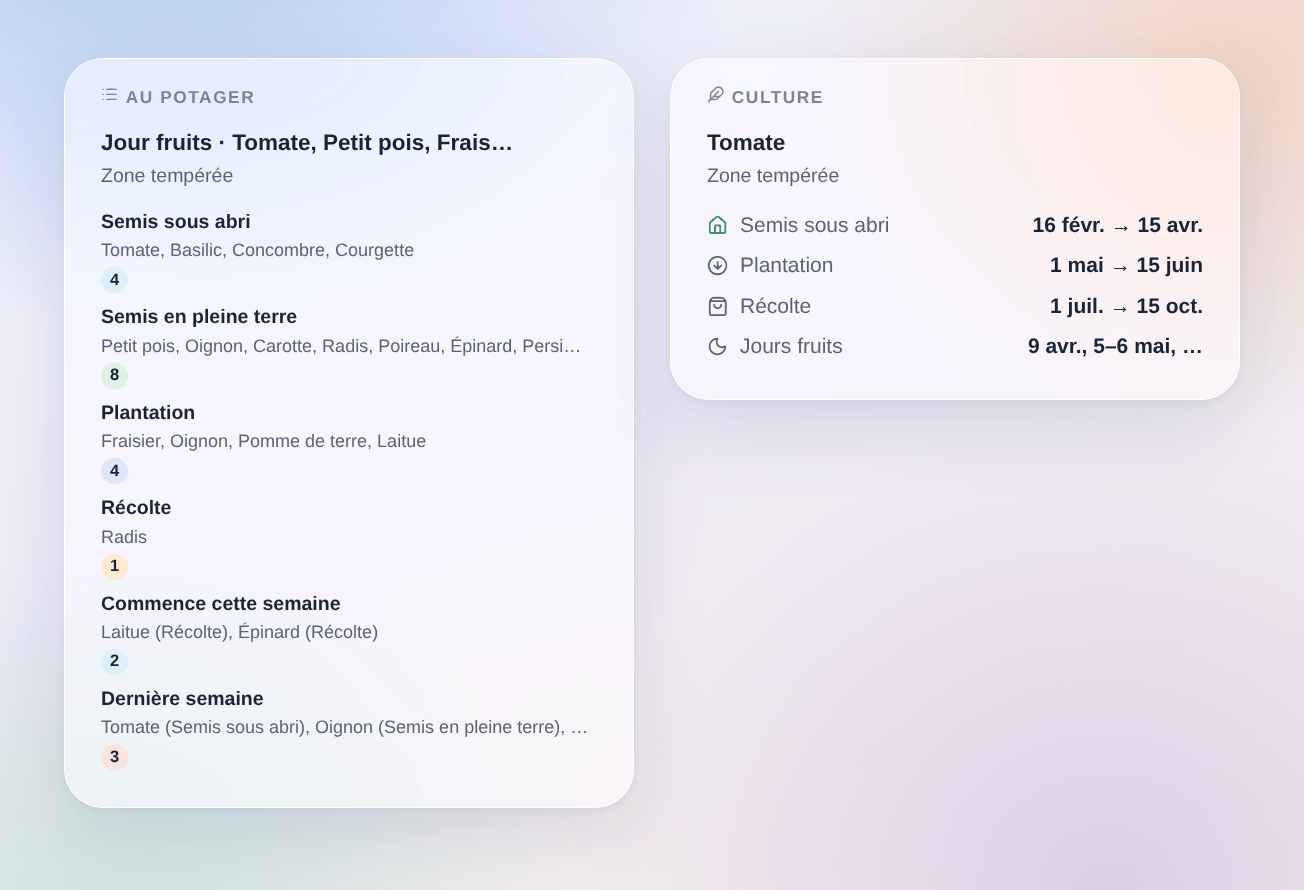 AU POTAGER
Jour fruits · Tomate, Petit pois, Frais…
Zone tempérée
Semis sous abri
Tomate, Basilic, Concombre, Courgette
4
Semis en pleine terre
Petit pois, Oignon, Carotte, Radis, Poireau, Épinard, Persi…
8
Plantation
Fraisier, Oignon, Pomme de terre, Laitue
4
Récolte
Radis
1
Commence cette semaine
Laitue (Récolte), Épinard (Récolte)
2
Dernière semaine
Tomate (Semis sous abri), Oignon (Semis en pleine terre), …
3
CULTURE
Tomate
Zone tempérée
Semis sous abri 16 févr. → 15 avr.
Plantation 1 mai → 15 juin
Récolte 1 juil. → 15 oct.
Jours fruits 9 avr., 5–6 mai, …